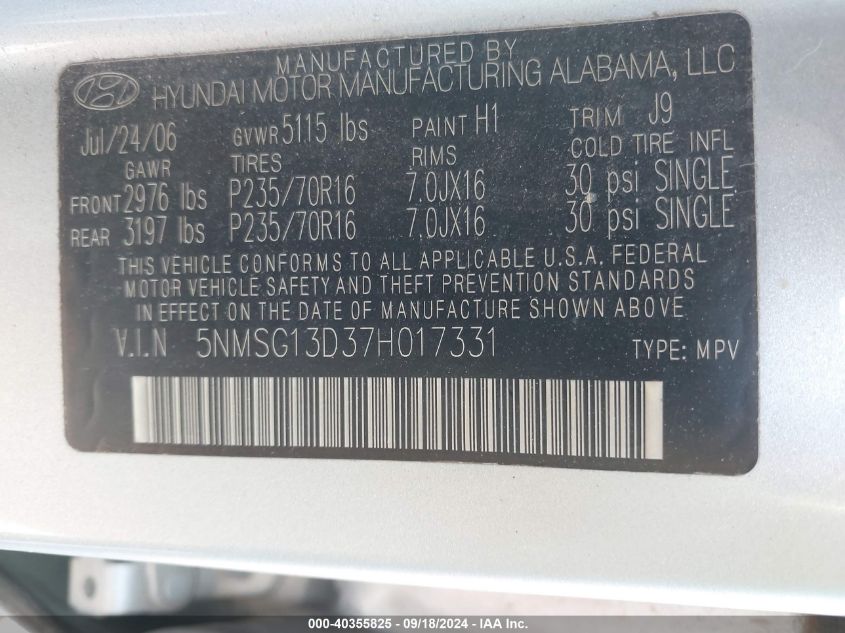 MANUFACTURED BY
HYUNDAI MOTOR MANUFACTURING ALABAMA, LLC
Jul/24/06 GVWR 5115 lbs PAINT H1 TRIM J9
GAWR TIRES RIMS COLD TIRE INFL
FRONT 2976 lbs P235/70R16 7.0JX16 30 psi SINGLE
REAR 3197 lbs P235/70R16 7.0JX16 30 psi SINGLE
THIS VEHICLE CONFORMS TO ALL APPLICABLE U.S.A. FEDERAL
MOTOR VEHICLE SAFETY AND THEFT PREVENTION STANDARDS
IN EFFECT ON THE DATE OF MANUFACTURE SHOWN ABOVE
V.I.N 5NMSG13D37H017331 TYPE: MPV
000-40355825 - 09/18/2024 - IAA Inc.